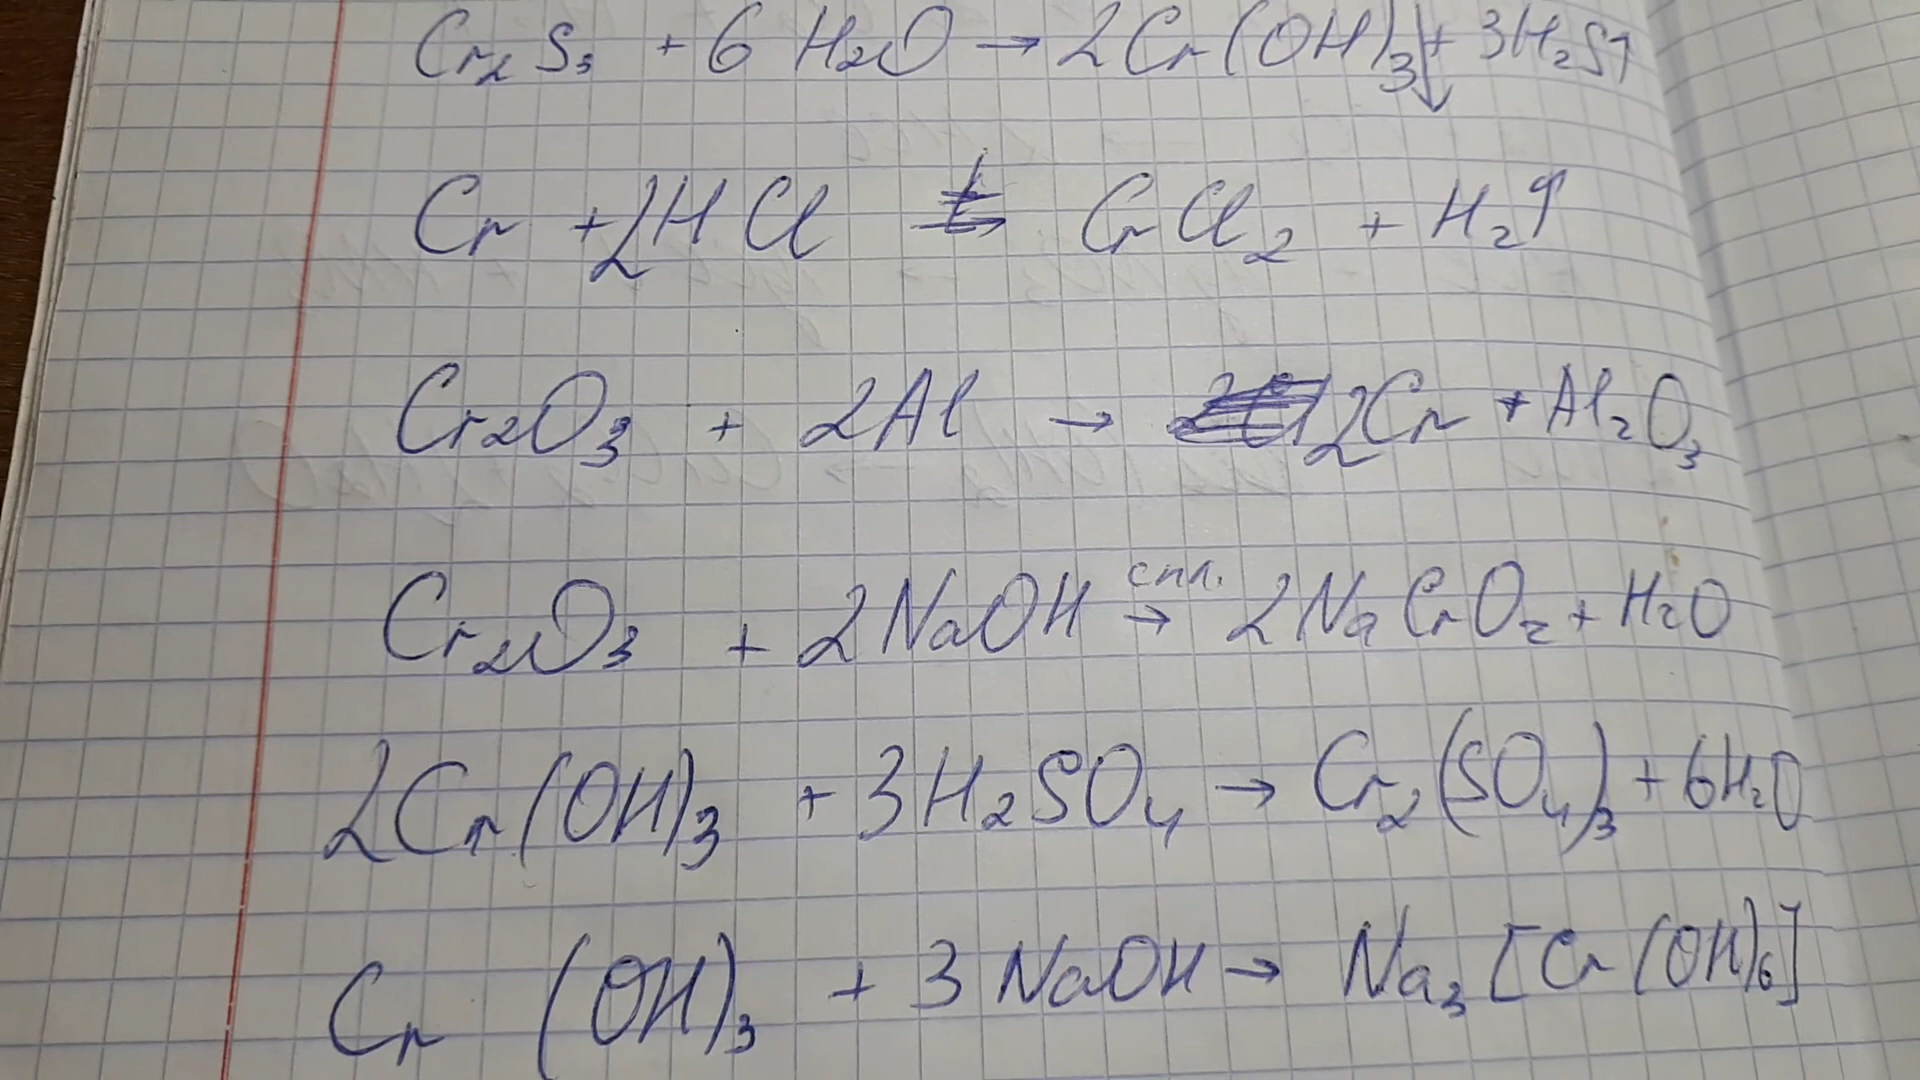 Cr₂S₃ + 6H₂O → 2Cr(OH)₃↓ + 3H₂S↑
Cr + 2HCl → CrCl₂ + H₂↑
Cr₂O₃ + 2Al → 2Cr + Al₂O₃
Cr₂O₃ + 2NaOH спл. → 2NaCrO₂ + H₂O
2Cr(OH)₃ + 3H₂SO₄ → Cr₂(SO₄)₃ + 6H₂O
Cr(OH)₃ + 3NaOH → Na₃[Cr(OH)₆]